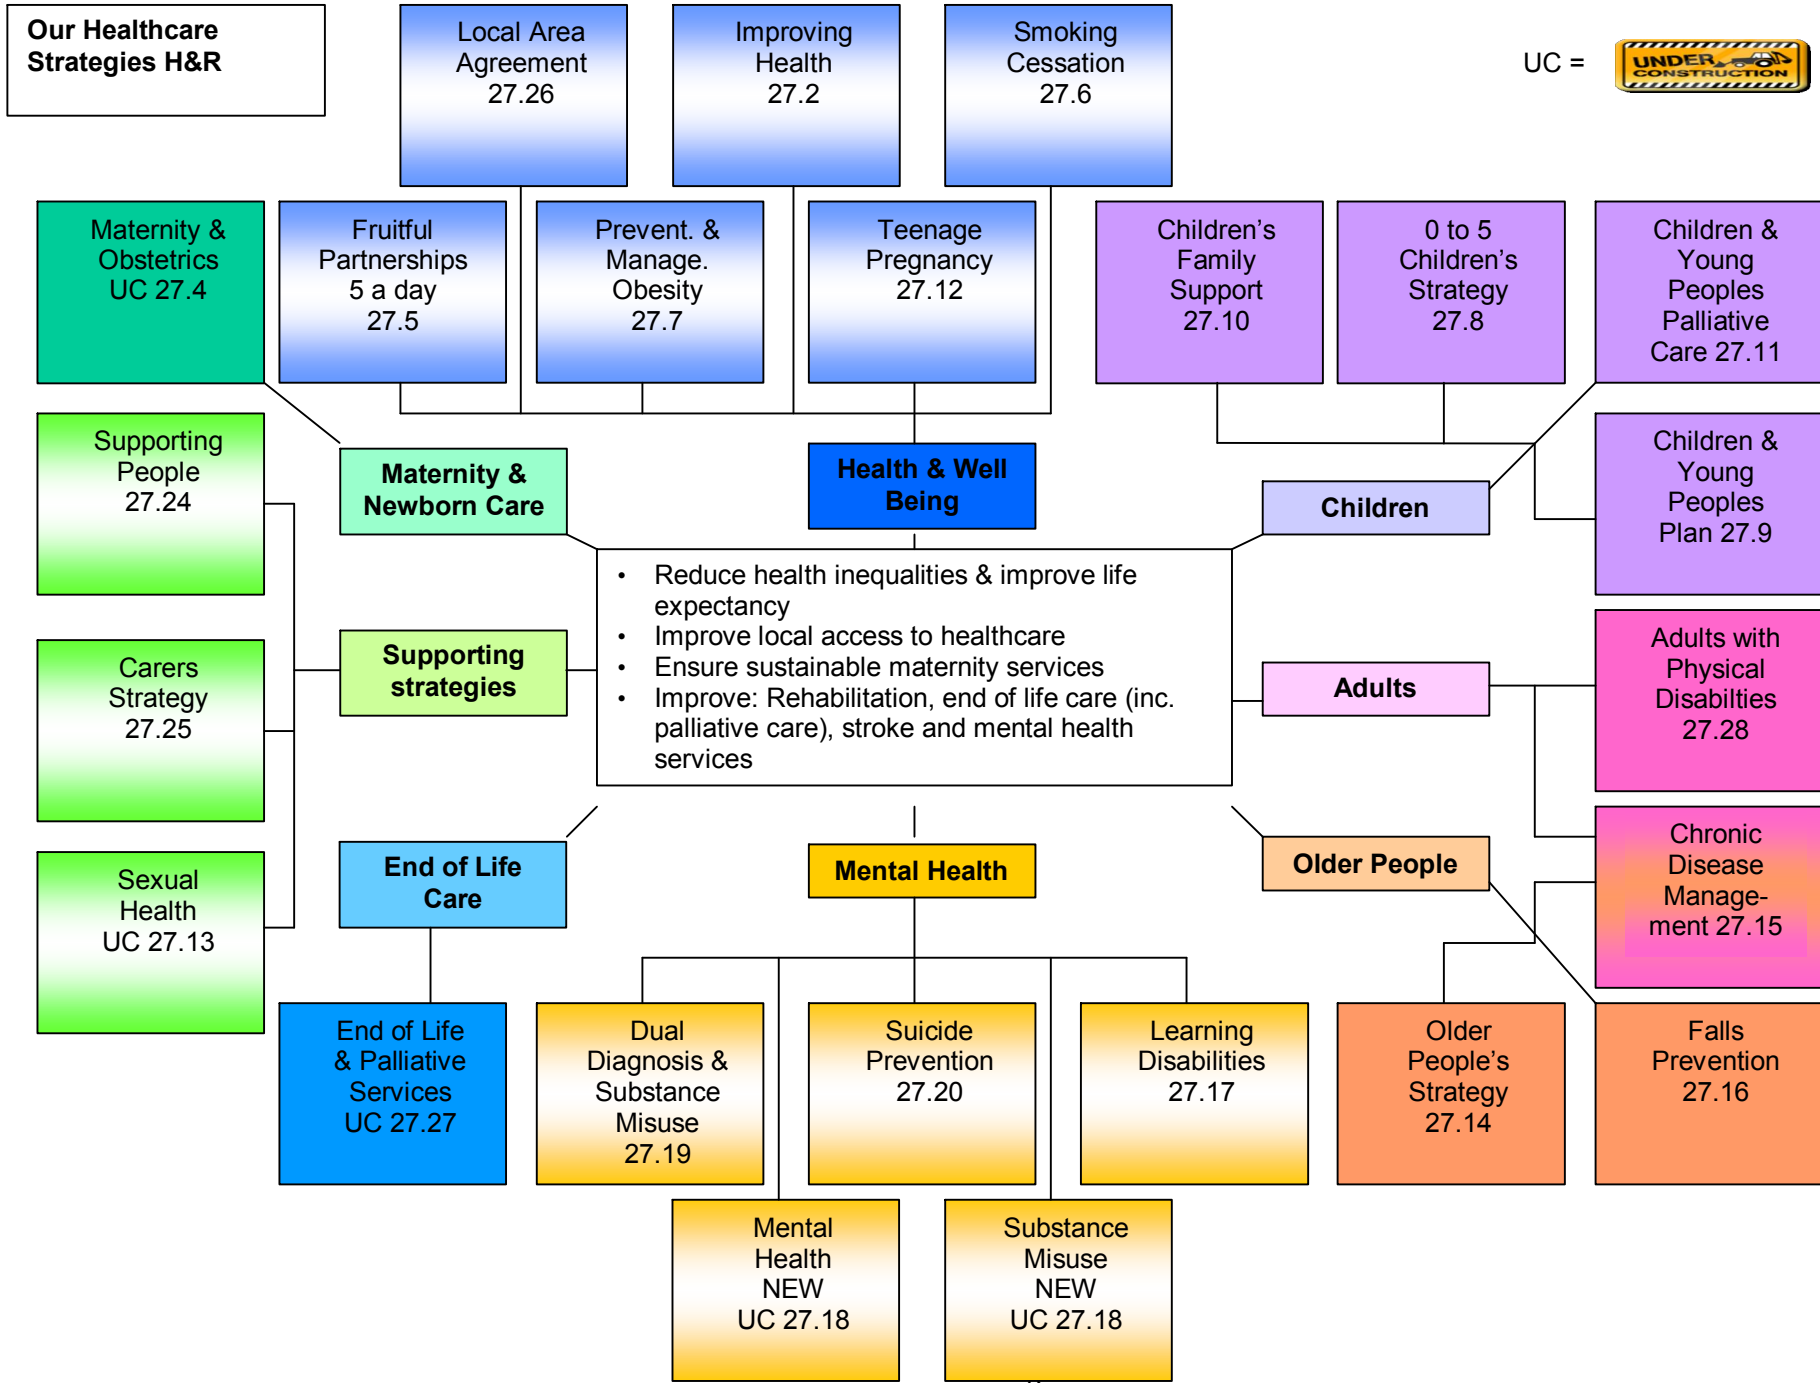 Our Healthcare
Strategies H&R
Local Area
Agreement
27.26
Improving
Health
27.2
Smoking
Cessation
27.6
UC =
UNDER
CONSTRUCTION
Maternity &
Obstetrics
UC 27.4
Fruitful
Partnerships
5 a day
27.5
Prevent. &
Manage.
Obesity
27.7
Teenage
Pregnancy
27.12
Children's
Family
Support
27.10
0 to 5
Children's
Strategy
27.8
Children &
Young
Peoples
Palliative
Care 27.11
Supporting
People
27.24
Maternity &
Newborn Care
Health & Well
Being
Children
Children &
Young
Peoples
Plan 27.9
• Reduce health inequalities & improve life
expectancy
• Improve local access to healthcare
• Ensure sustainable maternity services
• Improve: Rehabilitation, end of life care (inc.
palliative care), stroke and mental health
services
Carers
Strategy
27.25
Supporting
strategies
Adults
Adults with
Physical
Disabilties
27.28
Sexual
Health
UC 27.13
End of Life
Care
Mental Health
Older People
Chronic
Disease
Manage-
ment 27.15
End of Life
& Palliative
Services
UC 27.27
Dual
Diagnosis &
Substance
Misuse
27.19
Suicide
Prevention
27.20
Learning
Disabilities
27.17
Older
People's
Strategy
27.14
Falls
Prevention
27.16
Mental
Health
NEW
UC 27.18
Substance
Misuse
NEW
UC 27.18